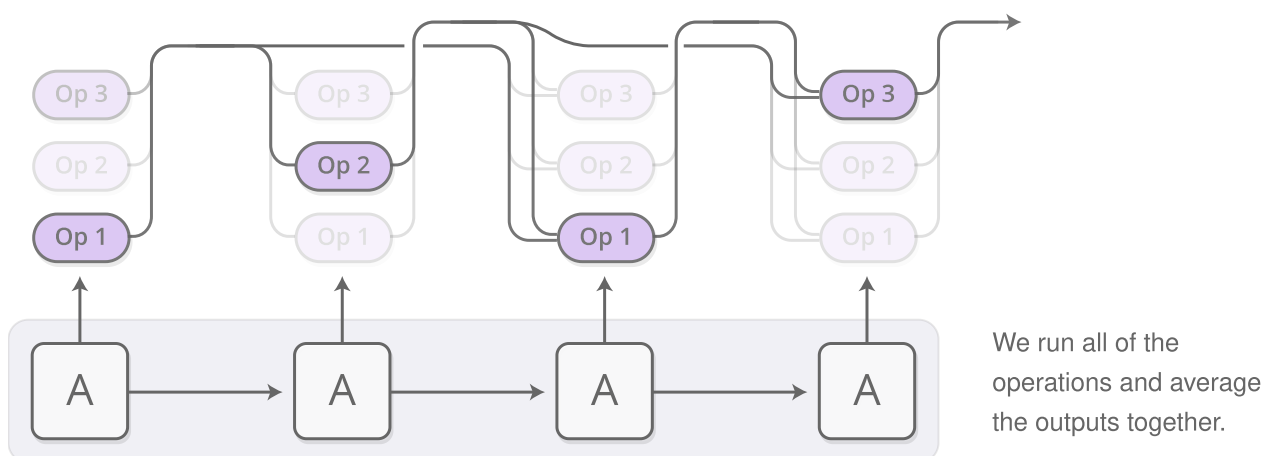 Op 3 Op 3 Op 3 Op 3
Op 2 Op 2 Op 2 Op 2
Op 1 Op 1 Op 1 Op 1
A A A A
We run all of the
operations and average
the outputs together.